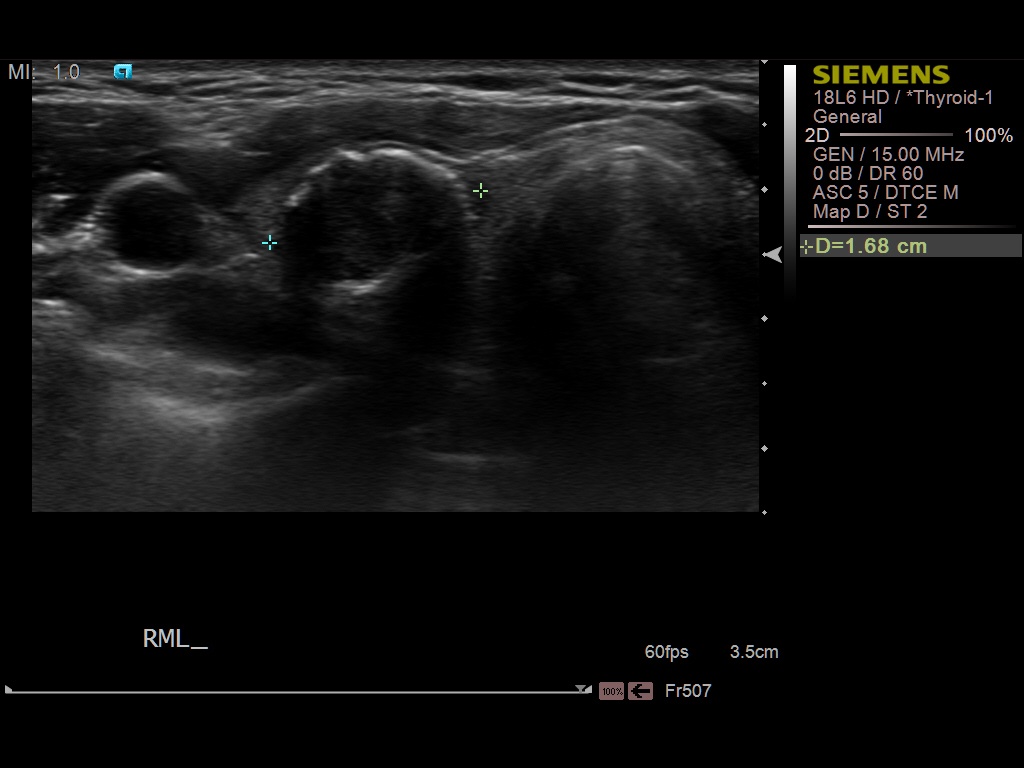 MI: 1.0
SIEMENS
18L6 HD / *Thyroid-1
General
2D 100%
GEN / 15.00 MHz
0 dB / DR 60
ASC 5 / DTCE M
Map D / ST 2
D=1.68 cm
RML_
60fps 3.5cm
100% Fr507